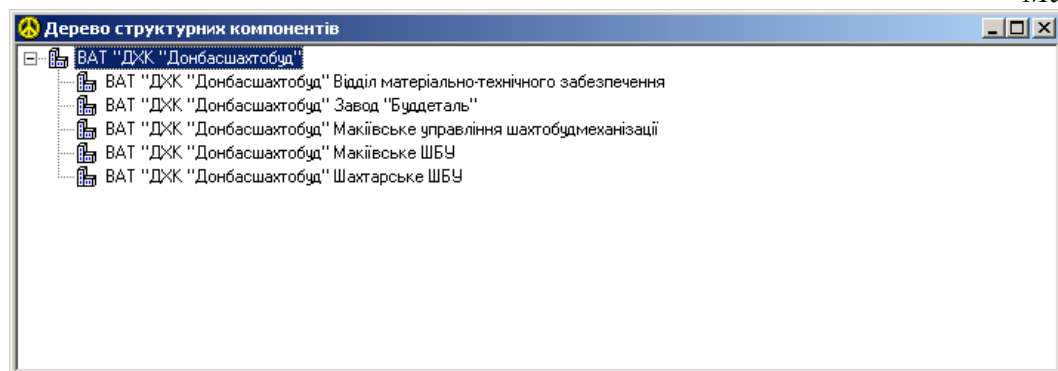 Дерево структурних компонентів
ВАТ "ДХК "Донбасшахтобуд"
ВАТ "ДХК "Донбасшахтобуд" Відділ матеріально-технічного забезпечення
ВАТ "ДХК "Донбасшахтобуд" Завод "Буддеталь"
ВАТ "ДХК "Донбасшахтобуд" Макіївське управління шахтобудмеханізації
ВАТ "ДХК "Донбасшахтобуд" Макіївське ШБУ
ВАТ "ДХК "Донбасшахтобуд" Шахтарське ШБУ